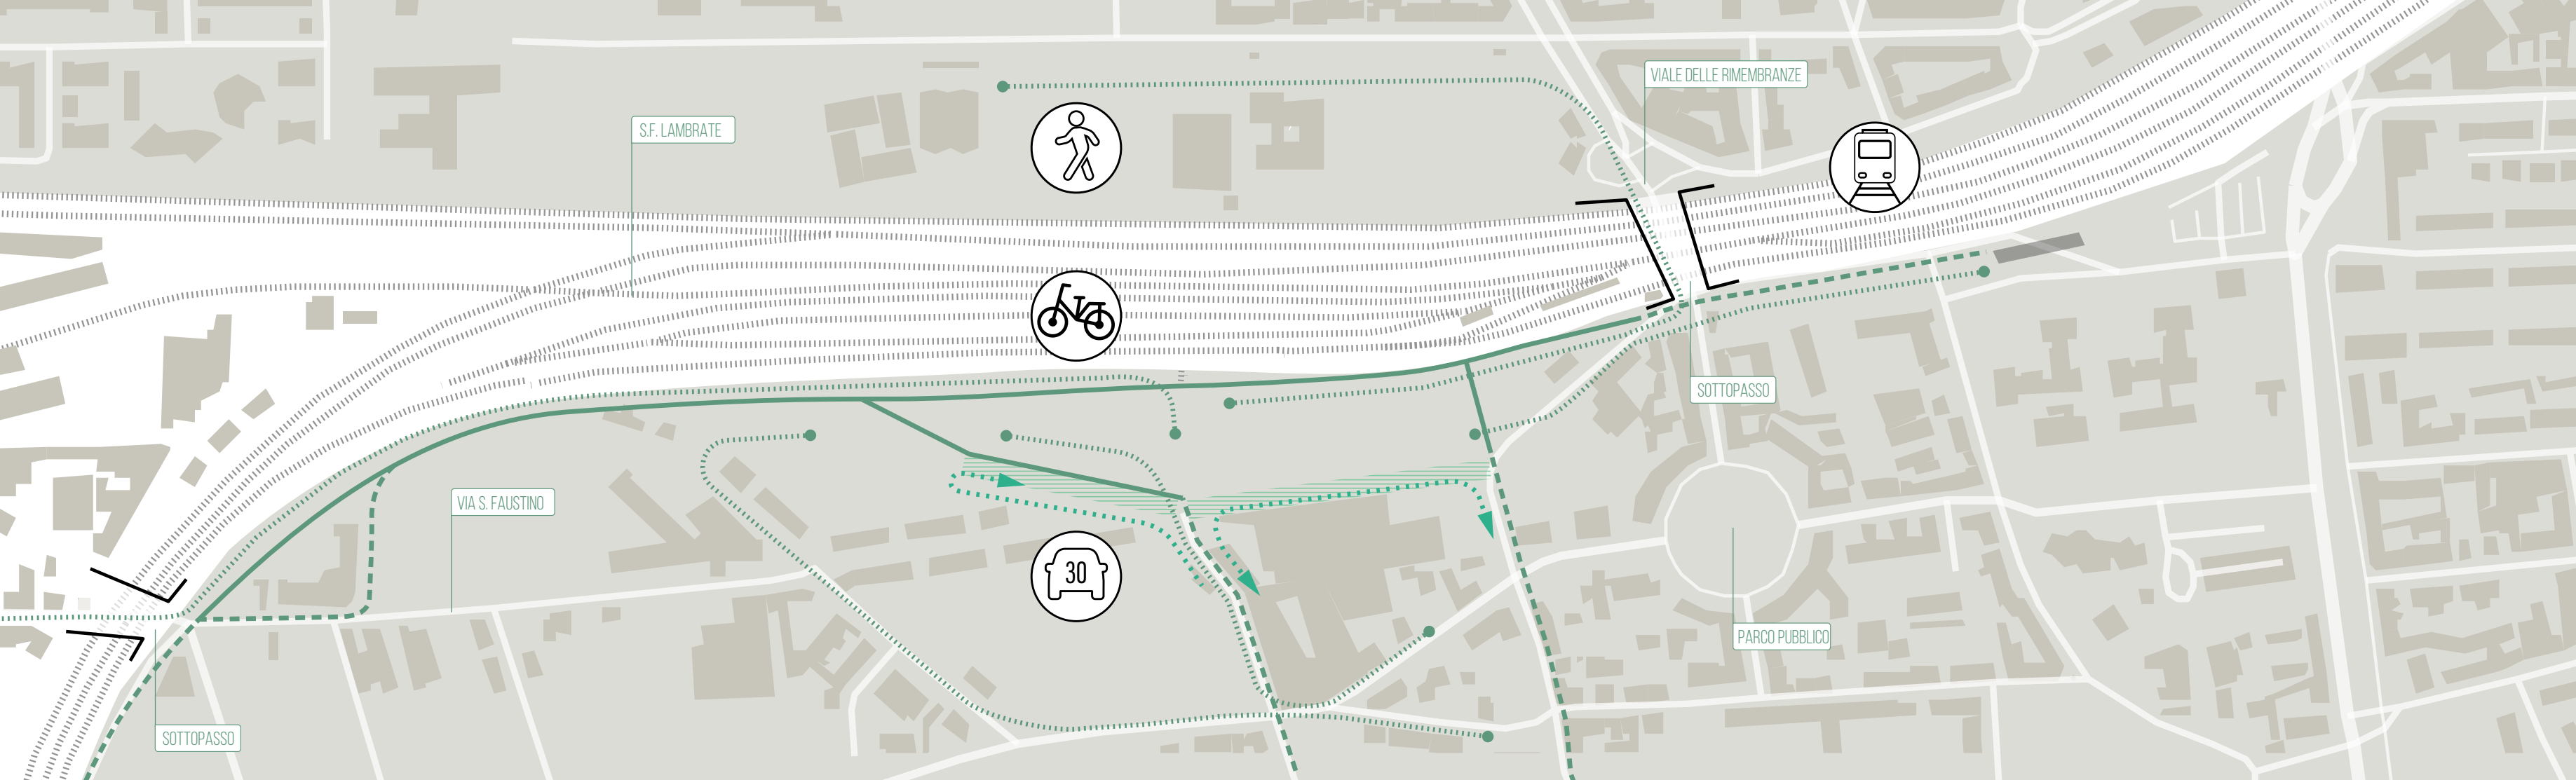 VIALE DELLE RIMEMBRANZE
S.F. LAMBRATE
SOTTOPASSO
VIA S. FAUSTINO
30
PARCO PUBBLICO
SOTTOPASSO